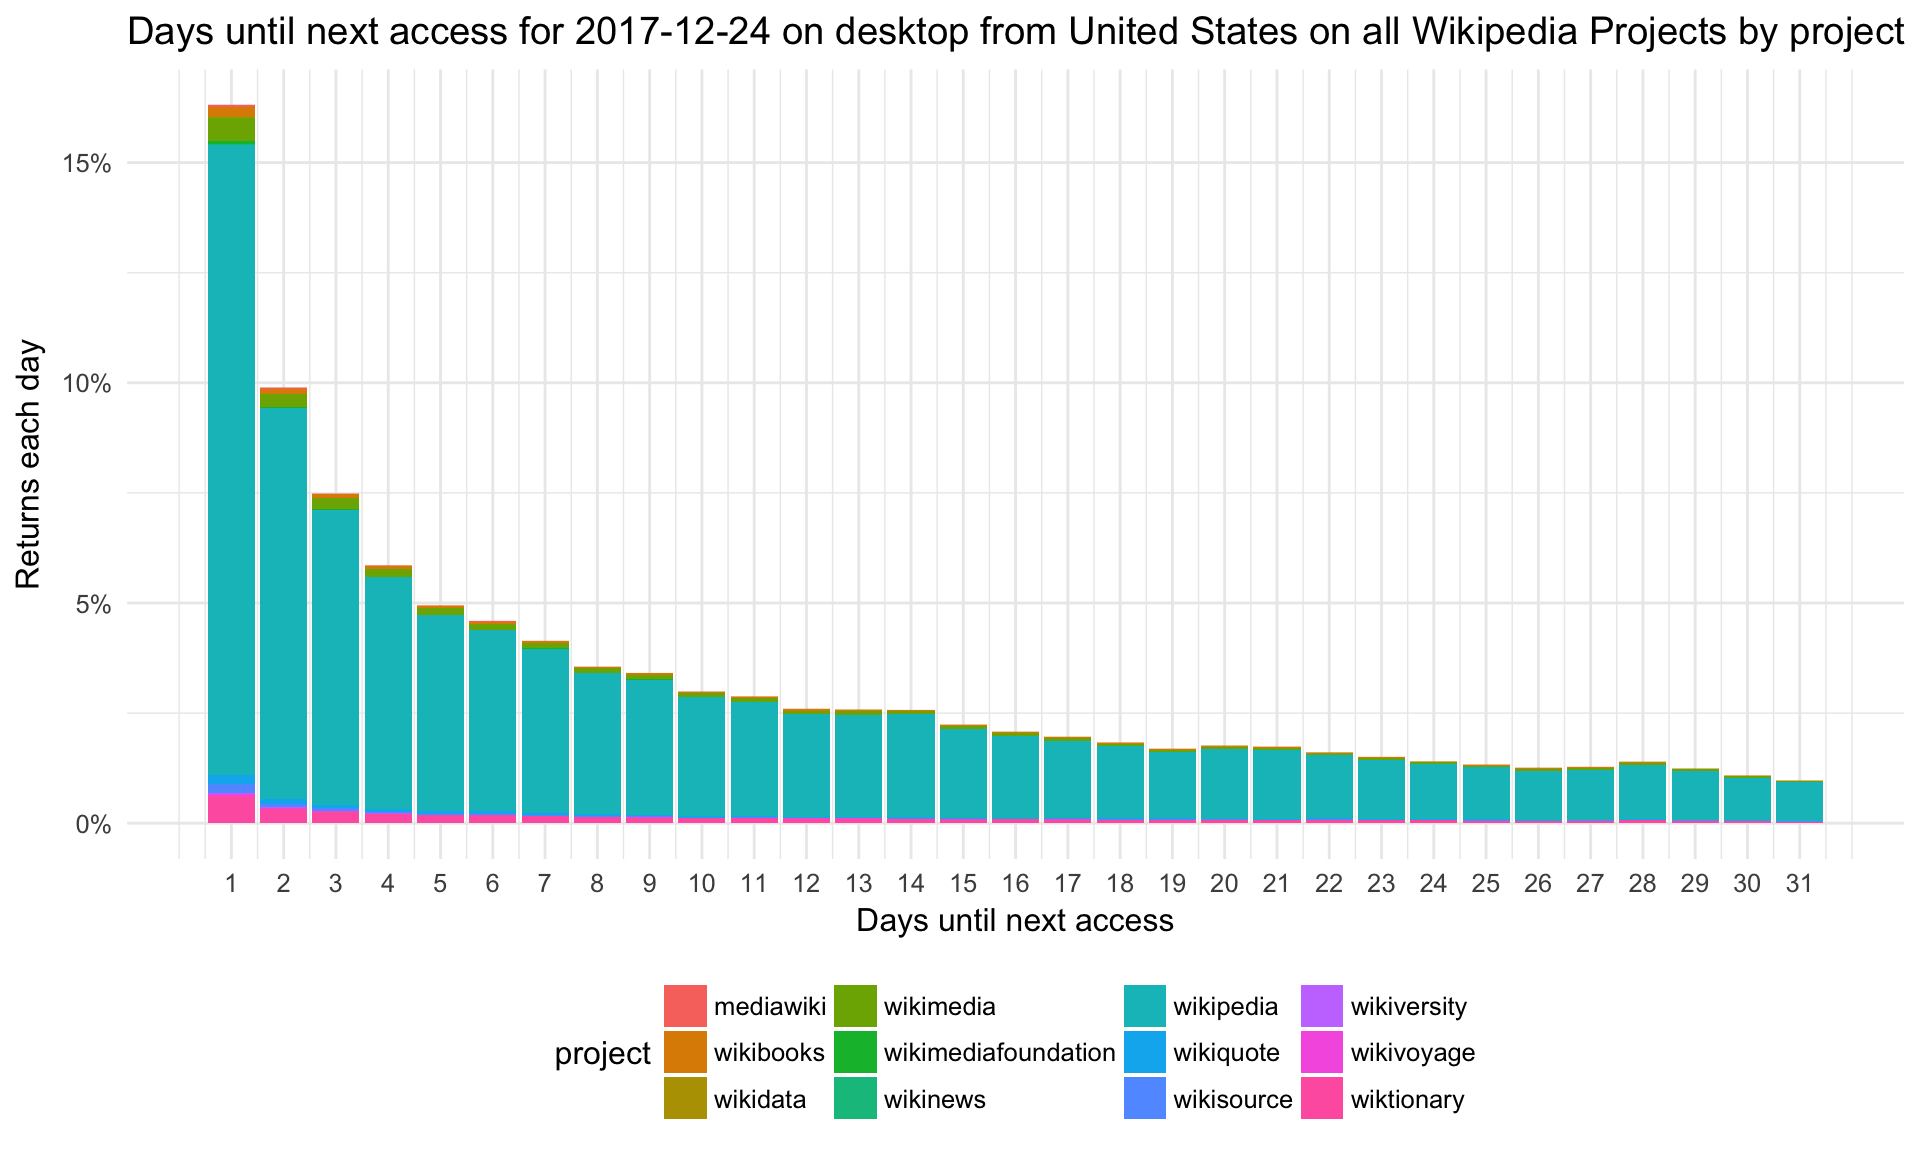 Days until next access for 2017-12-24 on desktop from United States on all Wikipedia Projects by project
Returns each day
15%
10%
5%
0%
1 2 3 4 5 6 7 8 9 10 11 12 13 14 15 16 17 18 19 20 21 22 23 24 25 26 27 28 29 30 31
Days until next access
project
mediawiki wikimedia wikipedia wikiversity
wikibooks wikimediafoundation wikiquote wikivoyage
wikidata wikinews wikisource wiktionary